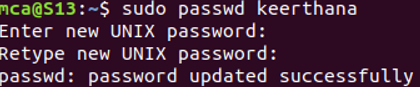 mca@S13:~$ sudo passwd keerthana
Enter new UNIX password:
Retype new UNIX password:
passwd: password updated successfully